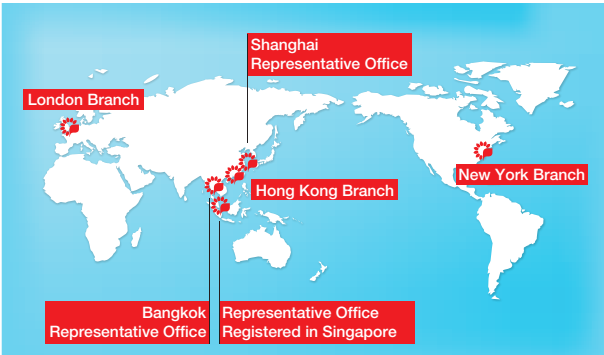 Shanghai
Representative Office
London Branch
New York Branch
Hong Kong Branch
Bangkok
Representative Office
Representative Office
Registered in Singapore